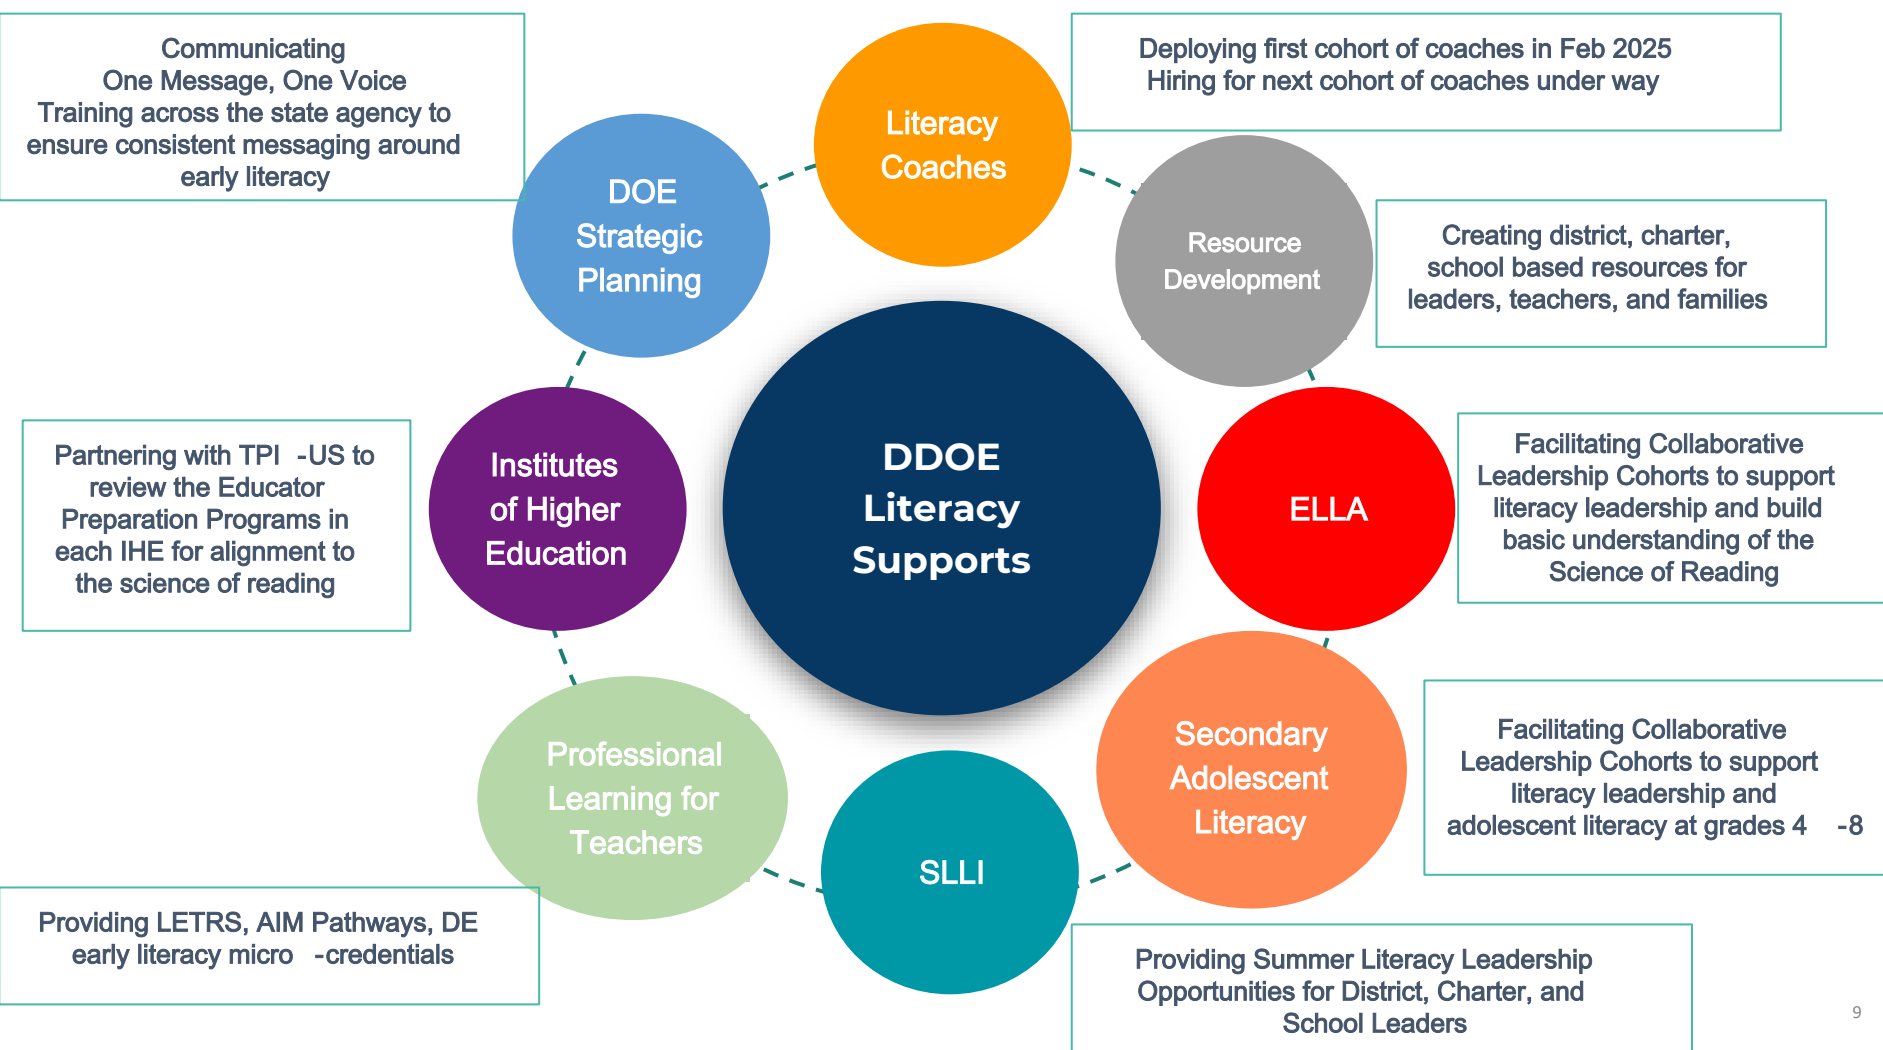 Communicating
One Message, One Voice
Training across the state agency to
ensure consistent messaging around
early literacy
DOE
Strategic
Planning
Literacy
Coaches
Deploying first cohort of coaches in Feb 2025
Hiring for next cohort of coaches under way
Resource
Development
Creating district, charter,
school based resources for
leaders, teachers, and families
Partnering with TPI -US to
review the Educator
Preparation Programs in
each IHE for alignment to
the science of reading
Institutes
of Higher
Education
DDOE
Literacy
Supports
ELLA
Facilitating Collaborative
Leadership Cohorts to support
literacy leadership and build
basic understanding of the
Science of Reading
Professional
Learning for
Teachers
Secondary
Adolescent
Literacy
Facilitating Collaborative
Leadership Cohorts to support
literacy leadership and
adolescent literacy at grades 4 -8
SLLI
Providing LETRS, AIM Pathways, DE
early literacy micro -credentials
Providing Summer Literacy Leadership
Opportunities for District, Charter, and
School Leaders
9